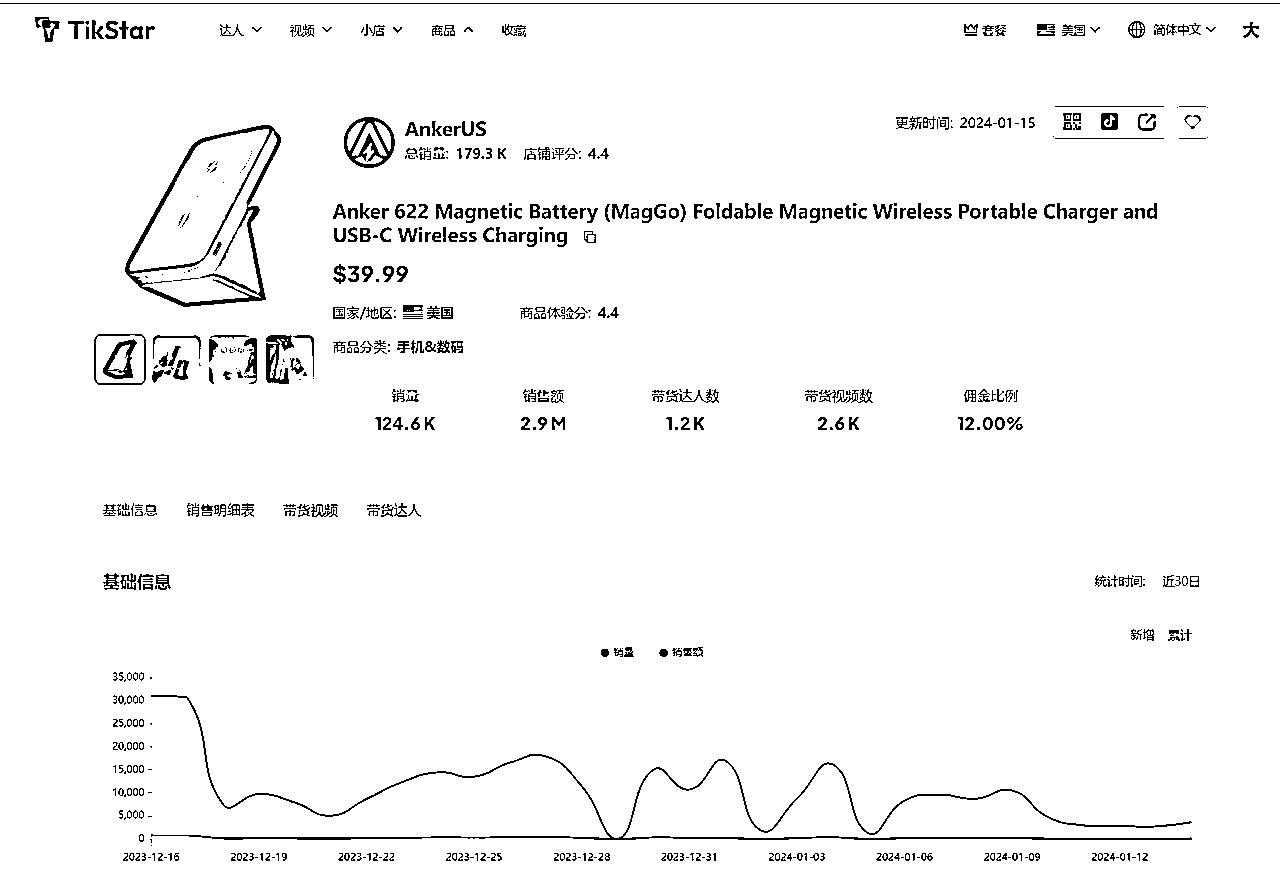 TikStar 达人 视频 小店 商品 收藏 套餐 美国 简体中文 大
AnkerUS
更新时间: 2024-01-15
总销量: 179.3 K 店铺评分: 4.4
Anker 622 Magnetic Battery (MagGo) Foldable Magnetic Wireless Portable Charger and
USB-C Wireless Charging
$39.99
国家/地区: 美国 商品体验分: 4.4
商品分类: 手机&数码
销量 销售额 带货达人数 带货视频数 佣金比例
124.6 K 2.9 M 1.2 K 2.6 K 12.00%
基础信息 销售明细表 带货视频 带货达人
基础信息
统计时间: 近30日
新增 累计
销量 销售额
35,000
30,000
25,000
20,000
15,000
10,000
5,000
0
2023-12-16 2023-12-19 2023-12-22 2023-12-25 2023-12-28 2023-12-31 2024-01-03 2024-01-06 2024-01-09 2024-01-12